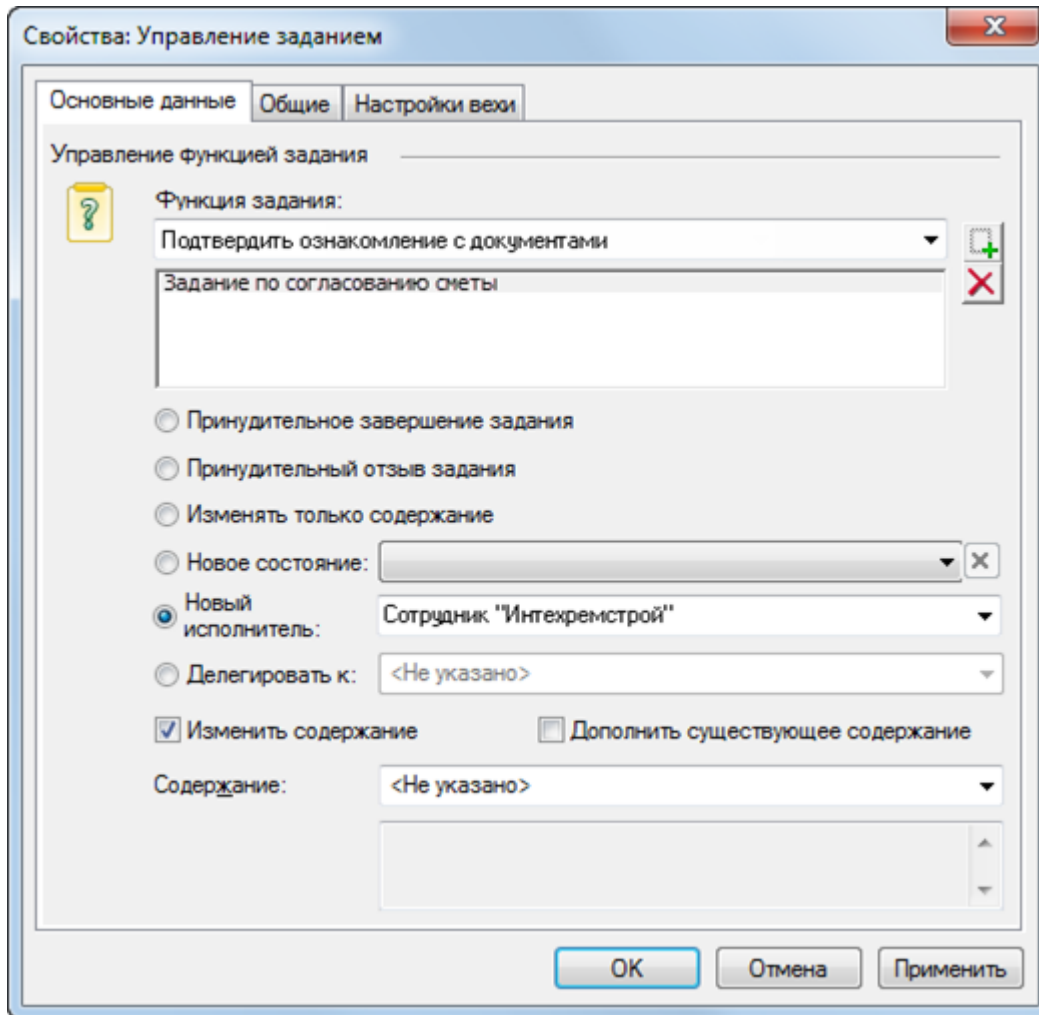 Свойства: Управление заданием
Основные данные Общие Настройки вехи
Управление функцией задания
Функция задания:
Подтвердить ознакомление с документами
Задание по согласованию сметы
Принудительное завершение задания
Принудительный отзыв задания
Изменять только содержание
Новое состояние:
Новый
исполнитель:
Сотрудник "Интехремстрой"
Делегировать к: <Не указано>
Изменить содержание Дополнить существующее содержание
Содержание: <Не указано>
OK Отмена Применить